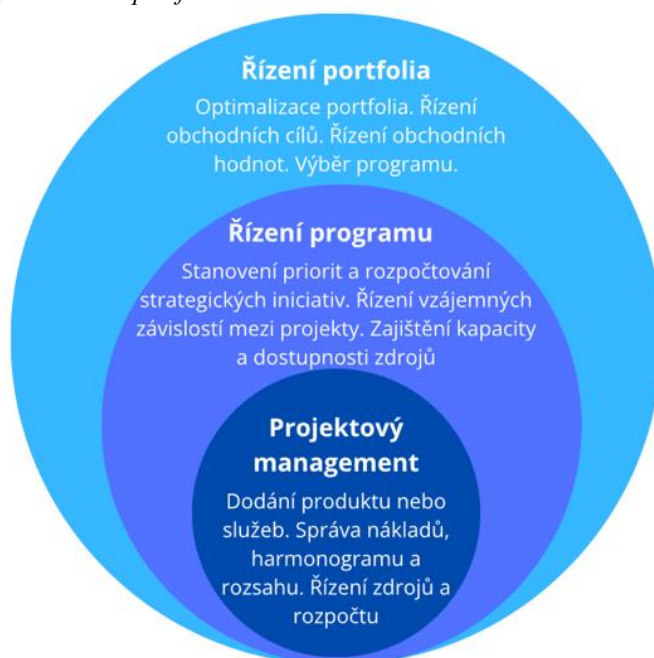 Řízení portfolia
Optimalizace portfolia. Řízení
obchodních cílů. Řízení obchodních
hodnot. Výběr programu.
Řízení programu
Stanovení priorit a rozpočtování
strategických iniciativ. Řízení vzájemných
závislostí mezi projekty. Zajištění kapacity
a dostupnosti zdrojů
Projektový
management
Dodání produktu nebo
služeb. Správa nákladů,
harmonogramu a
rozsahu. Řízení zdrojů a
rozpočtu